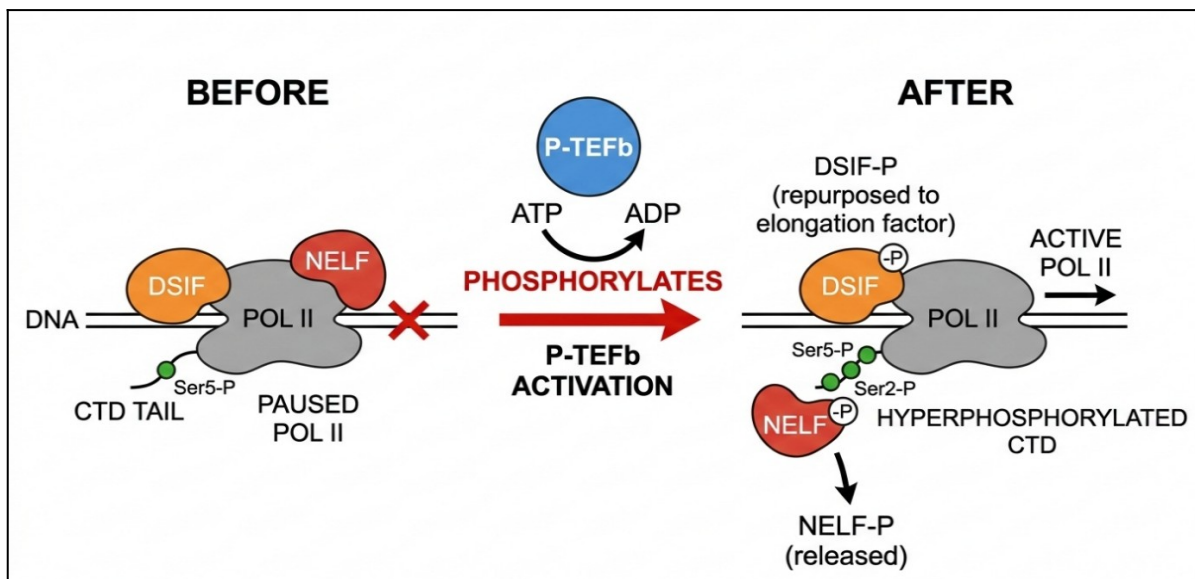 BEFORE
DSIF
NELF
DNA
POL II
Ser5-P
CTD TAIL
PAUSED
POL II
P-TEFb
ATP
ADP
PHOSPHORYLATES
P-TEFb
ACTIVATION
AFTER
DSIF-P
(repurposed to
elongation factor)
-P
DSIF
POL II
ACTIVE
POL II
Ser5-P
Ser2-P
NELF
-P
HYPERPHOSPHORYLATED
CTD
NELF-P
(released)